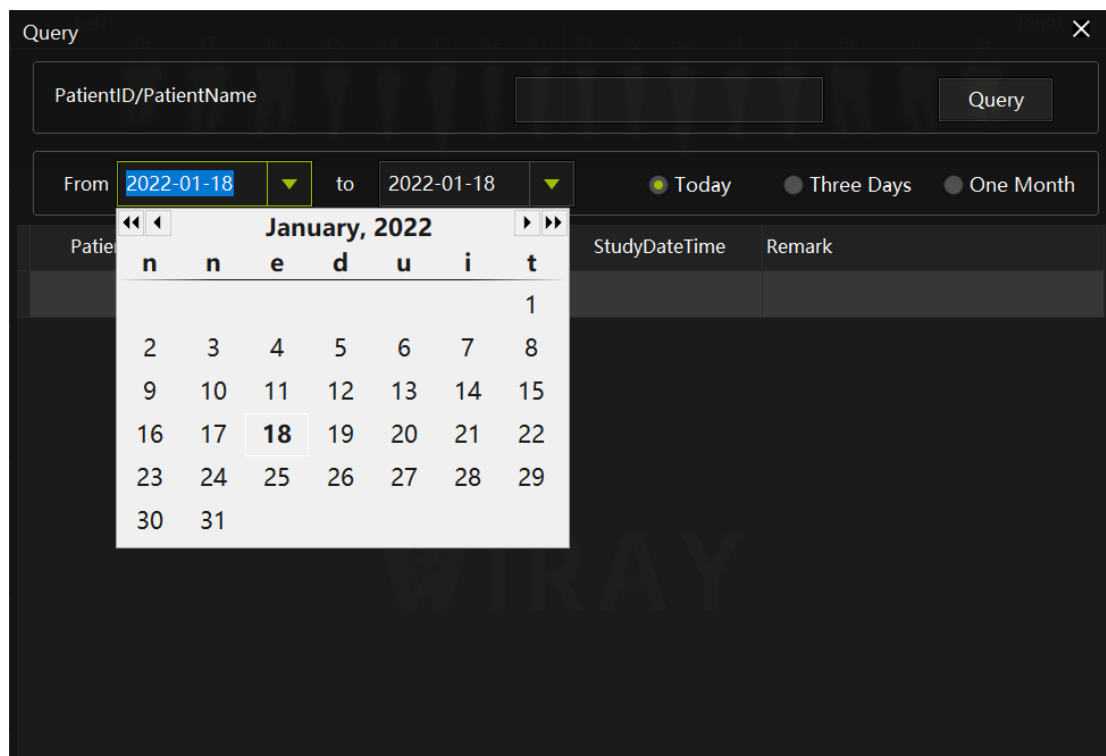 Query
PatientID/PatientName Query
From 2022-01-18 to 2022-01-18 Today Three Days One Month
January, 2022
StudyDateTime Remark
n n e d u i t
1
2 3 4 5 6 7 8
9 10 11 12 13 14 15
16 17 18 19 20 21 22
23 24 25 26 27 28 29
30 31
WIRAY